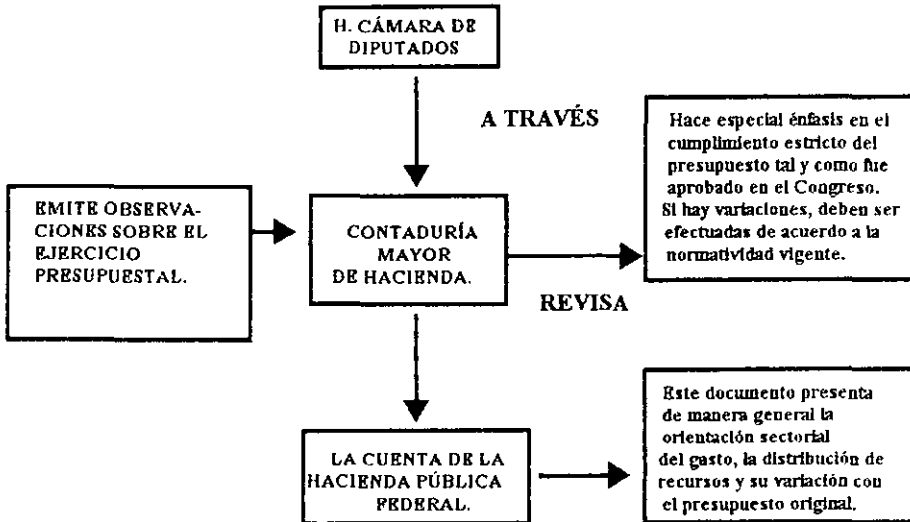 H. CÁMARA DE
DIPUTADOS
A TRAVÉS
Hace especial énfasis en el
cumplimiento estricto del
presupuesto tal y como fue
aprobado en el Congreso.
Si hay variaciones, deben ser
efectuadas de acuerdo a la
normatividad vigente.
EMITE OBSERVA-
CIONES SOBRE EL
EJERCICIO
PRESUPUESTAL.
CONTADURÍA
MAYOR
DE HACIENDA.
REVISA
LA CUENTA DE LA
HACIENDA PÚBLICA
FEDERAL.
Este documento presenta
de manera general la
orientación sectorial
del gasto, la distribución de
recursos y su variación con
el presupuesto original.